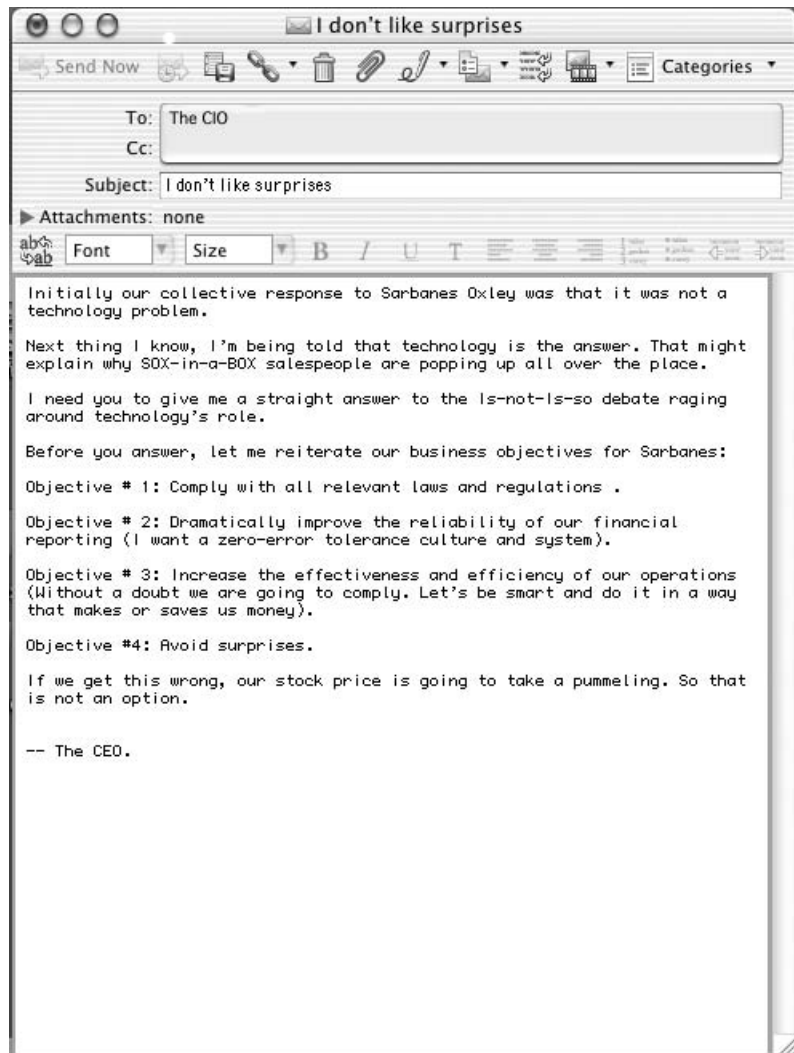 I don't like surprises
Send Now
Categories
To: The CIO
Cc:
Subject: I don't like surprises
Attachments: none
Font Size B I U T
Initially our collective response to Sarbanes Oxley was that it was not a
technology problem.
Next thing I know, I'm being told that technology is the answer. That might
explain why SOX-in-a-BOX salespeople are popping up all over the place.
I need you to give me a straight answer to the Is-not-Is-so debate raging
around technology's role.
Before you answer, let me reiterate our business objectives for Sarbanes:
Objective # 1: Comply with all relevant laws and regulations .
Objective # 2: Dramatically improve the reliability of our financial
reporting (I want a zero-error tolerance culture and system).
Objective # 3: Increase the effectiveness and efficiency of our operations
(Without a doubt we are going to comply. Let's be smart and do it in a way
that makes or saves us money).
Objective #4: Avoid surprises.
If we get this wrong, our stock price is going to take a pummeling. So that
is not an option.
-- The CEO.